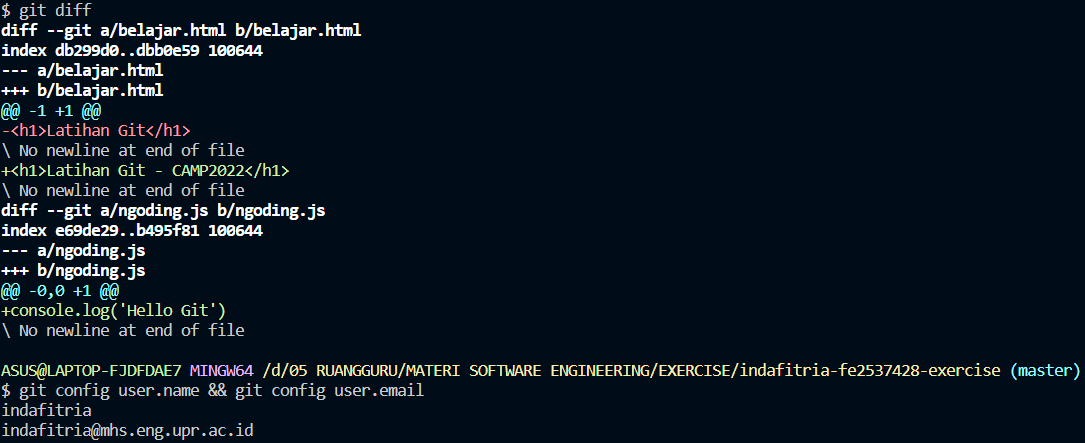 $ git diff
diff --git a/belajar.html b/belajar.html
index db299d0..dbb0e59 100644
--- a/belajar.html
+++ b/belajar.html
@@ -1 +1 @@
-<h1>Latihan Git</h1>
\ No newline at end of file
+<h1>Latihan Git - CAMP2022</h1>
\ No newline at end of file
diff --git a/ngoding.js b/ngoding.js
index e69de29..b495f81 100644
--- a/ngoding.js
+++ b/ngoding.js
@@ -0,0 +1 @@
+console.log('Hello Git')
\ No newline at end of file
ASUS@LAPTOP-FJDFDAE7 MINGW64 /d/05 RUANGGURU/MATERI SOFTWARE ENGINEERING/EXERCISE/indafitria-fe2537428-exercise (master)
$ git config user.name && git config user.email
indafitria
indafitria@mhs.eng.upr.ac.id